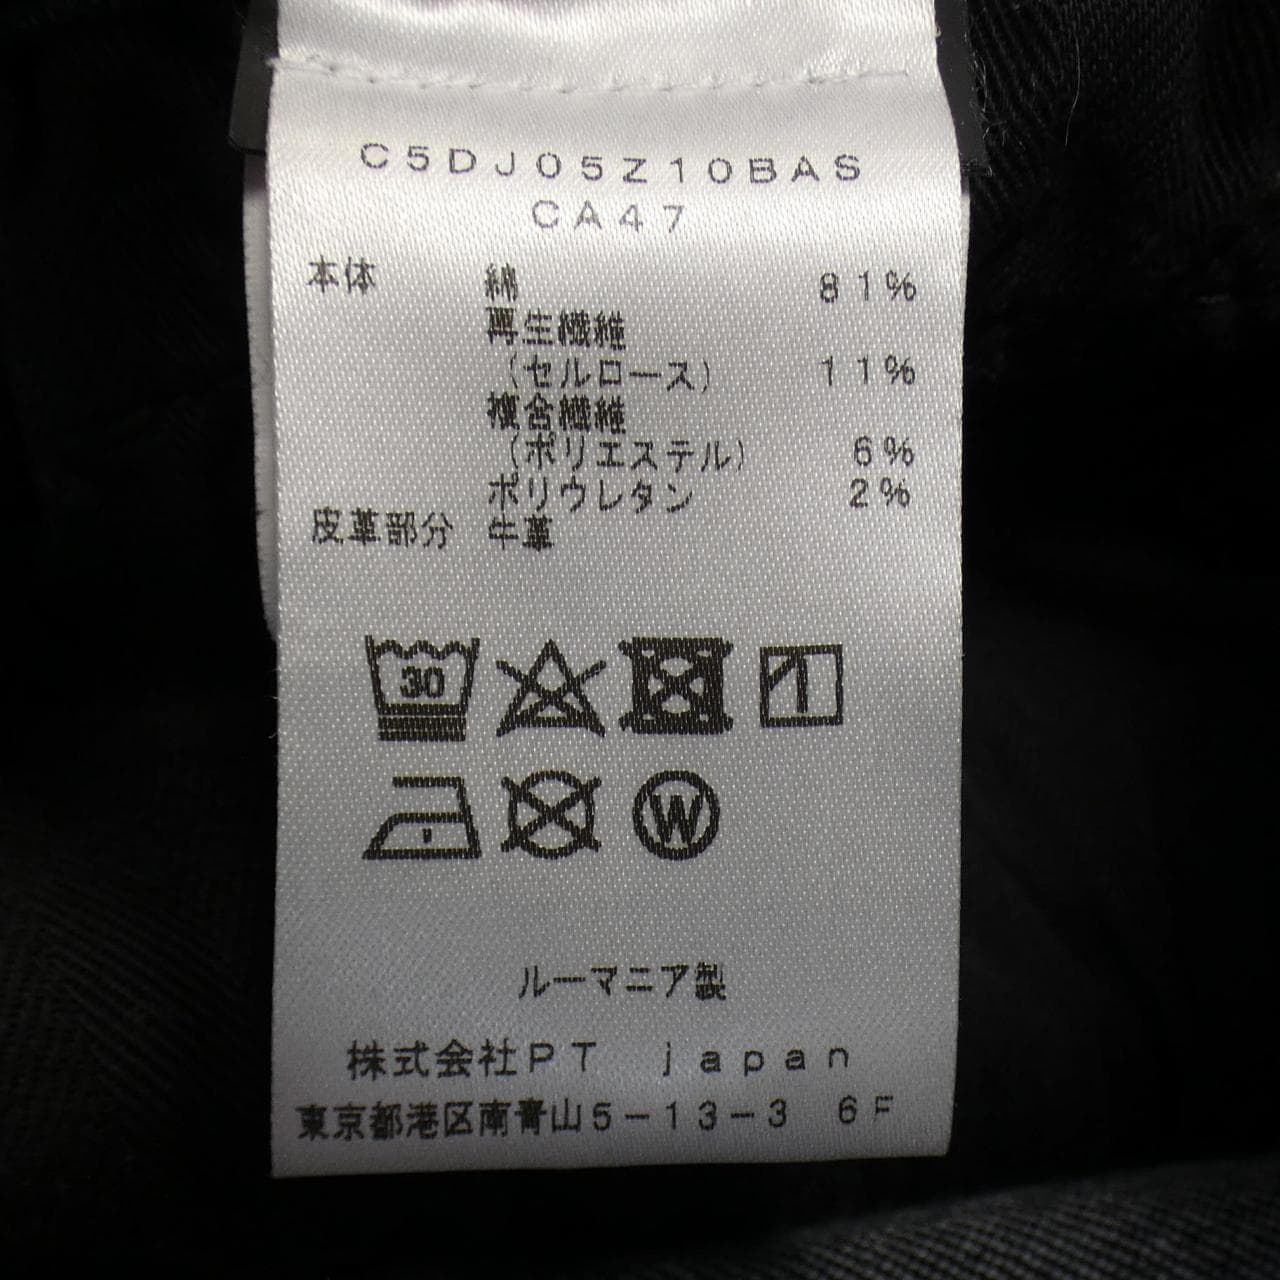 C5DJ05Z10BAS
CA47
本体 綿 81%
再生繊維
(セルロース) 11%
複合繊維
(ポリエステル) 6%
ポリウレタン 2%
皮革部分 牛革
30
W
ルーマニア製
株式会社PT japan
東京都港区南青山5-13-3 6F